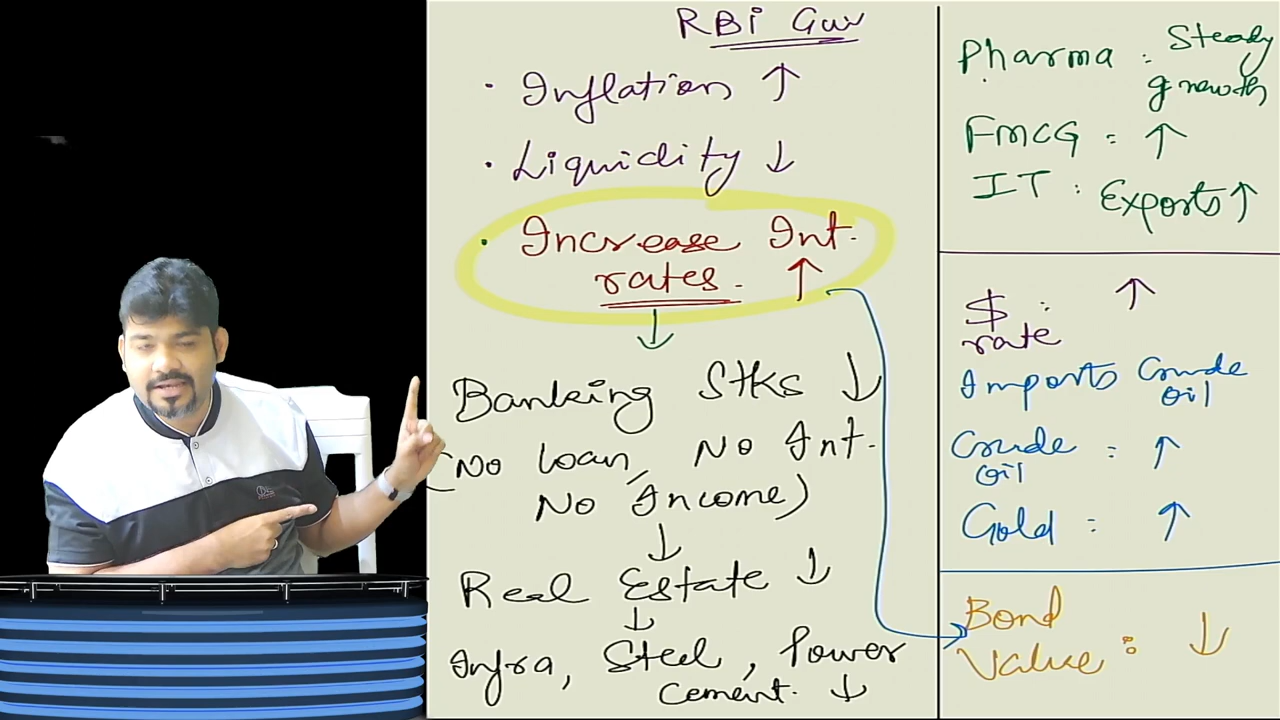 RBI Guv
• Inflation ↑
• Liquidity ↓
• Increase Int.
rates. ↑
↓
Banking Stks ↓
(No loan, No Int.
No Income)
↓
Real Estate ↓
↓
Infra, Steel, Power
cement. ↓
Pharma : Steady
growth
FMCG = ↑
IT : Exports ↑
$ : ↑
rate
Imports Crude
oil
Crude : ↑
oil
Gold : ↑
Bond
Value : ↓